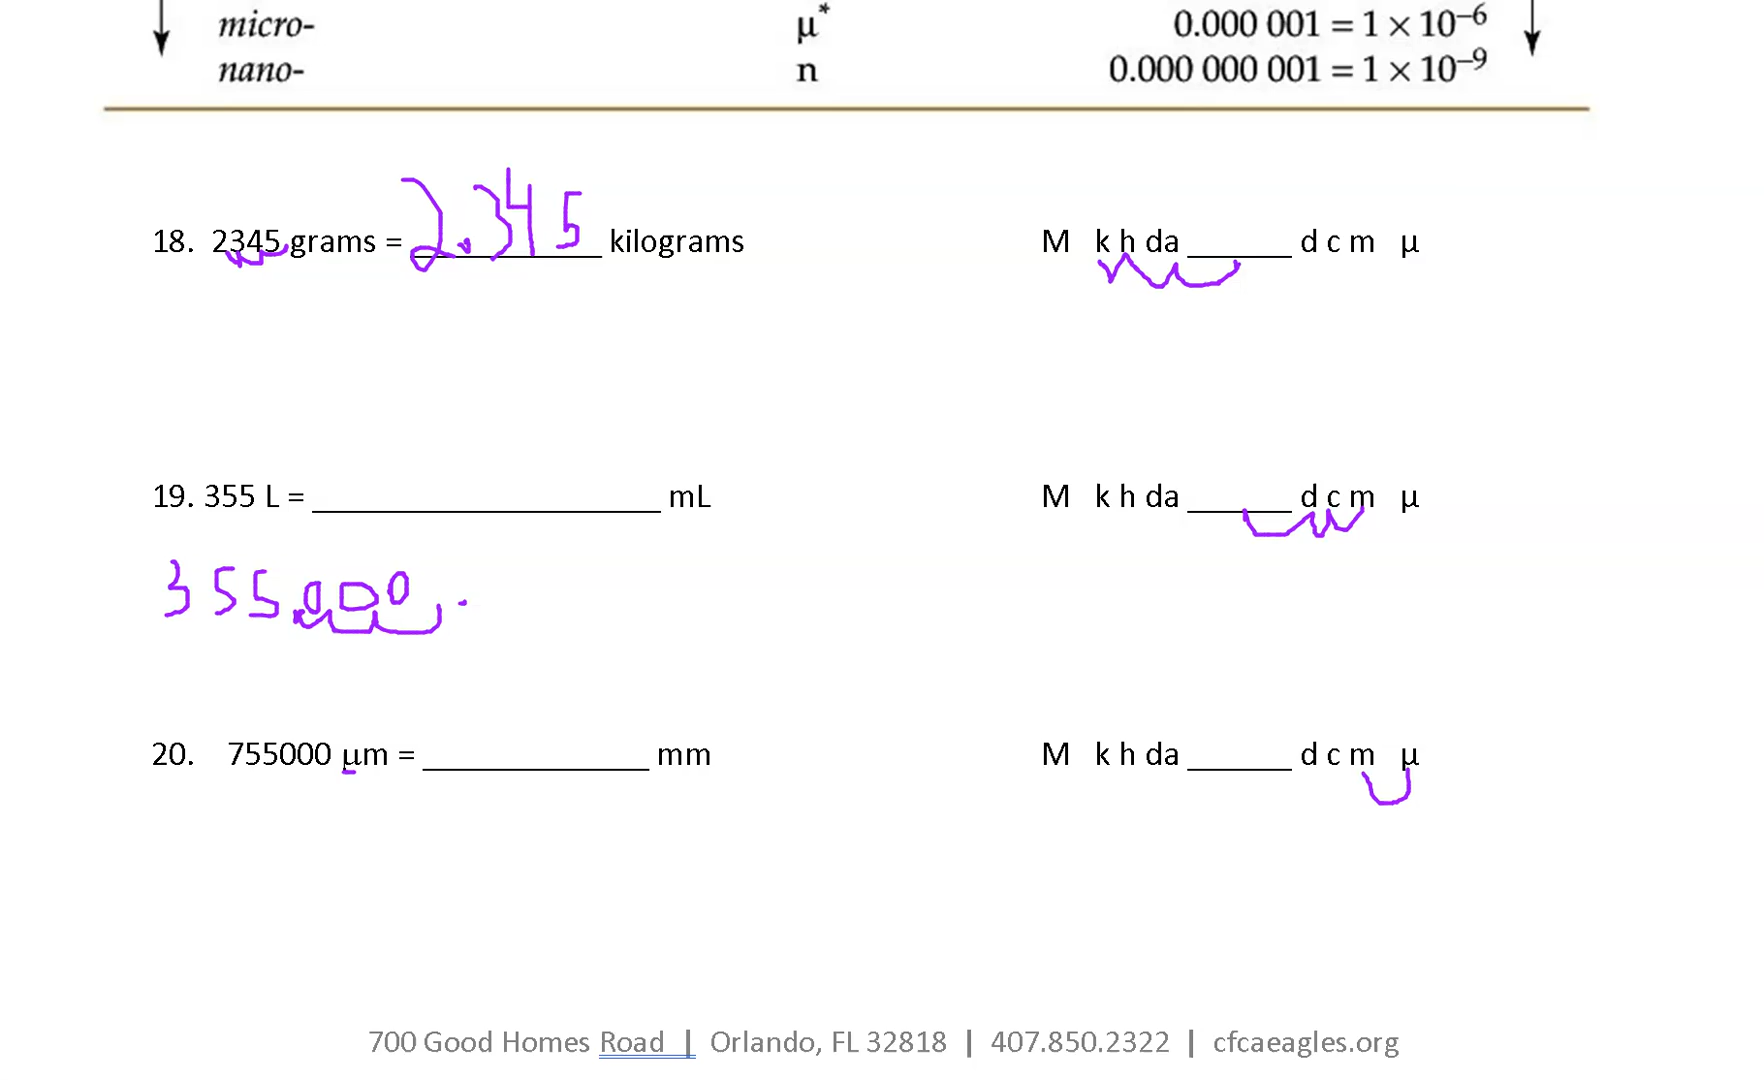 micro- μ* 0.000 001 = 1 × 10⁻⁶
nano- n 0.000 000 001 = 1 × 10⁻⁹
18. 2345 grams = 2.345 kilograms M k h da ______ d c m μ
19. 355 L = ____________________ mL M k h da ______ d c m μ
355.000.
20. 755000 μm = _____________ mm M k h da ______ d c m μ
700 Good Homes Road | Orlando, FL 32818 | 407.850.2322 | cfcaeagles.org